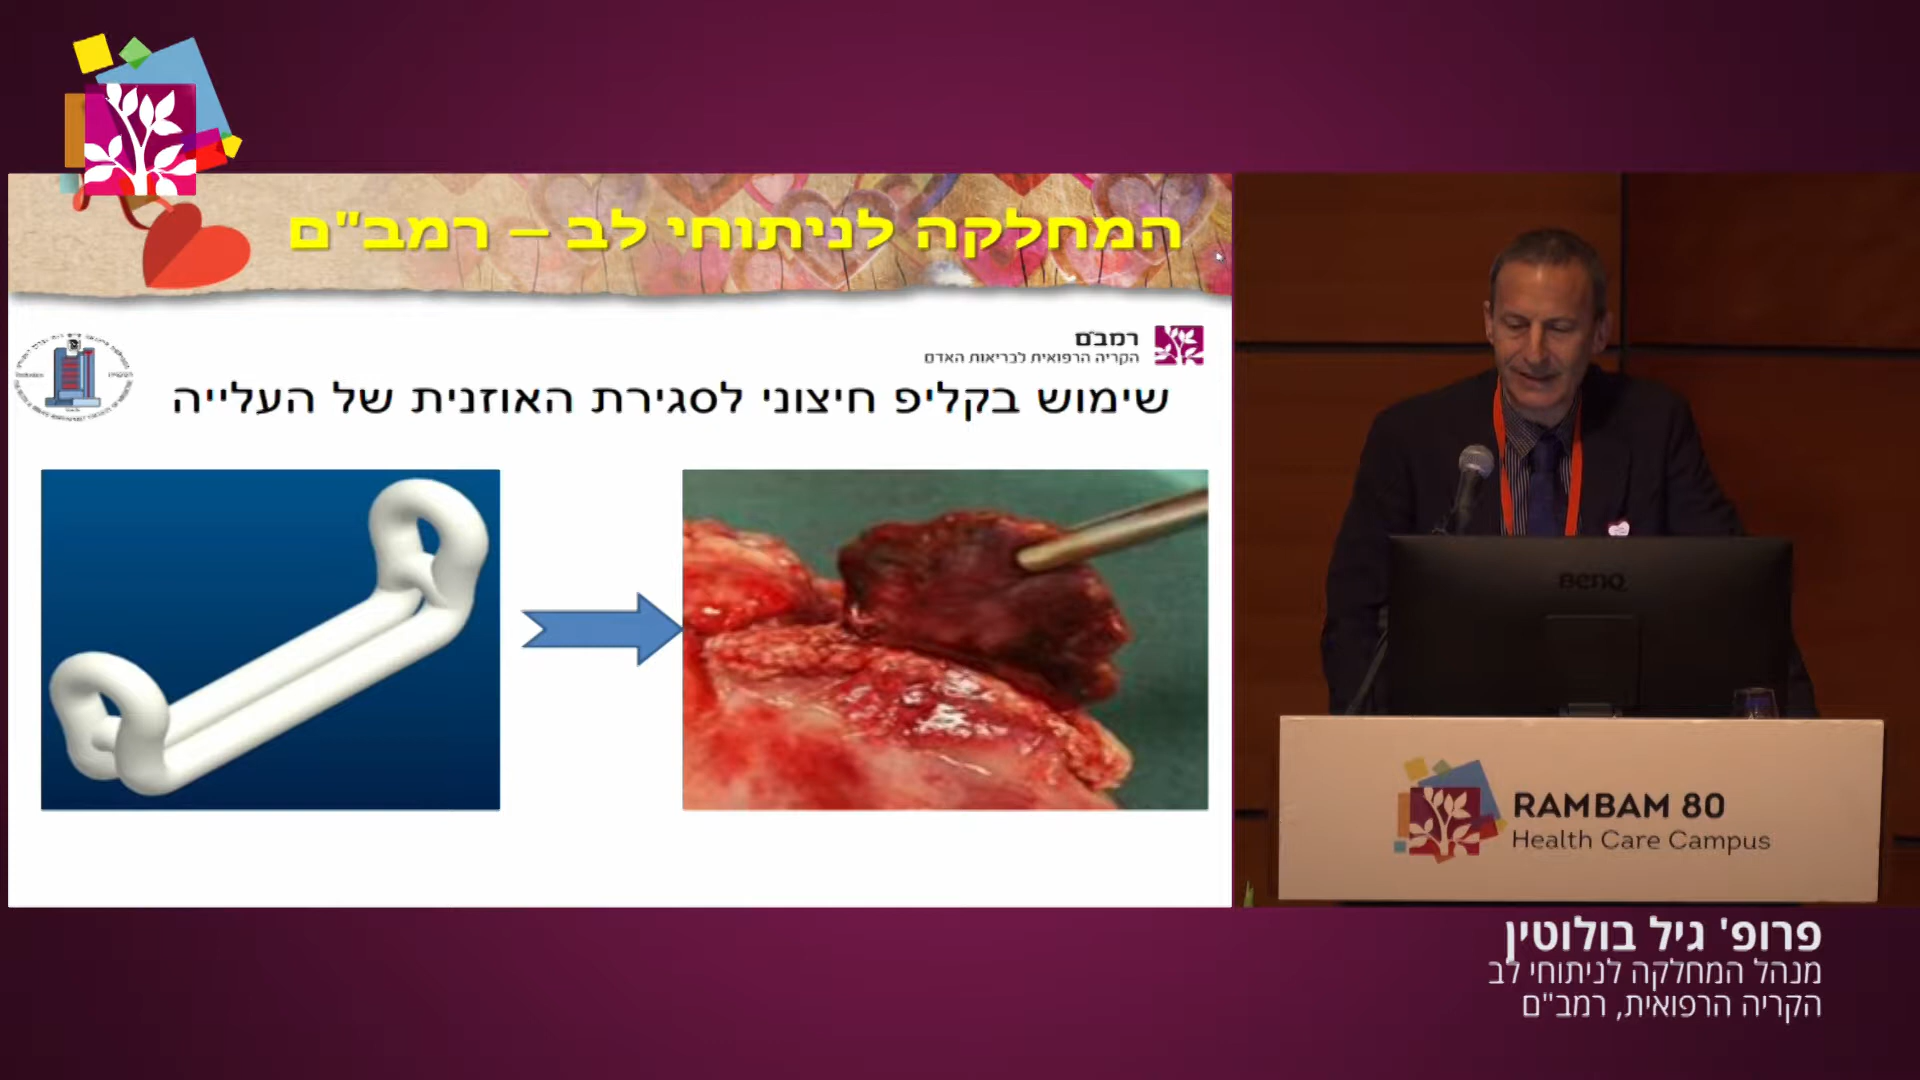 המחלקה לניתוחי לב – רמב"ם
רמב"ם
הקריה הרפואית לבריאות האדם
שימוש בקליפ חיצוני לסגירת האוזנית של העלייה
BenQ
RAMBAM 80
Health Care Campus
פרופ' גיל בולוטין
מנהל המחלקה לניתוחי לב
הקריה הרפואית, רמב"ם